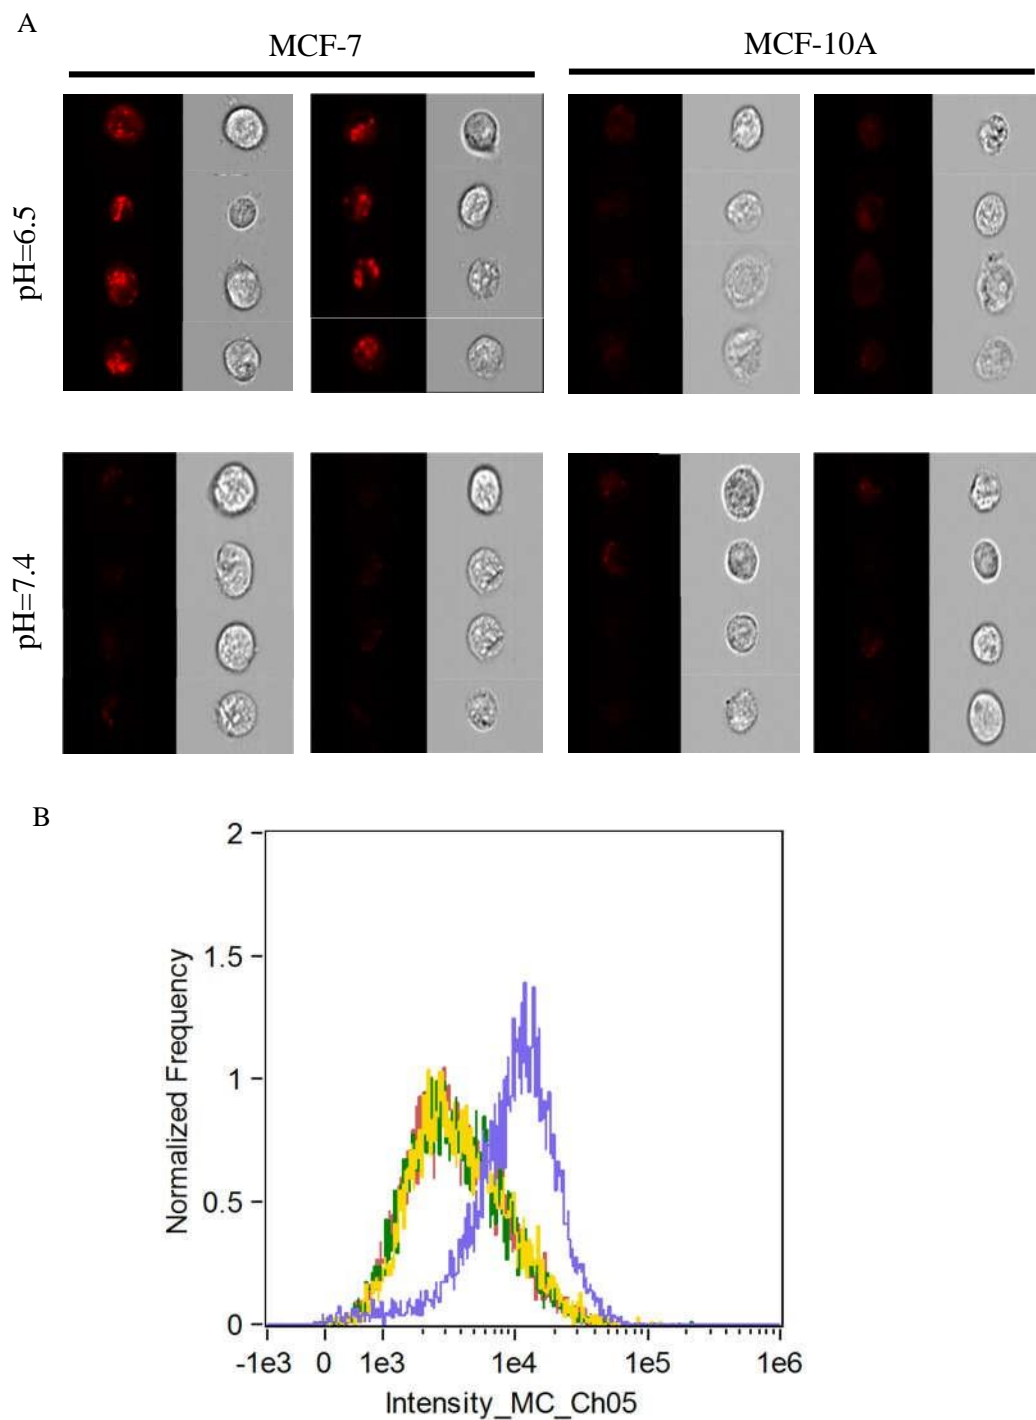 A
MCF-7
MCF-10A
pH=6.5
pH=7.4
B
2
1.5
1
0.5
0
Normalized Frequency
-1e3 0 1e3 1e4 1e5 1e6
Intensity_MC_Ch05